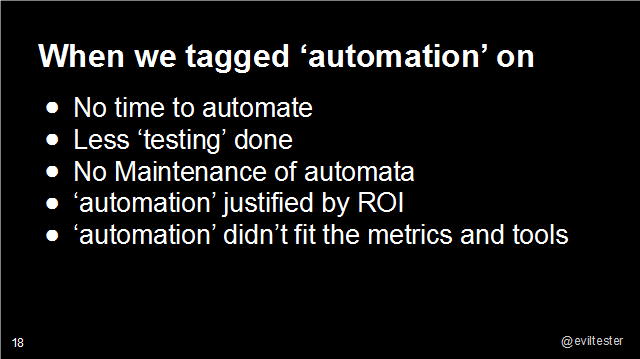 When we tagged ‘automation’ on
● No time to automate
● Less ‘testing’ done
● No Maintenance of automata
● ‘automation’ justified by ROI
● ‘automation’ didn’t fit the metrics and tools
18
@eviltester